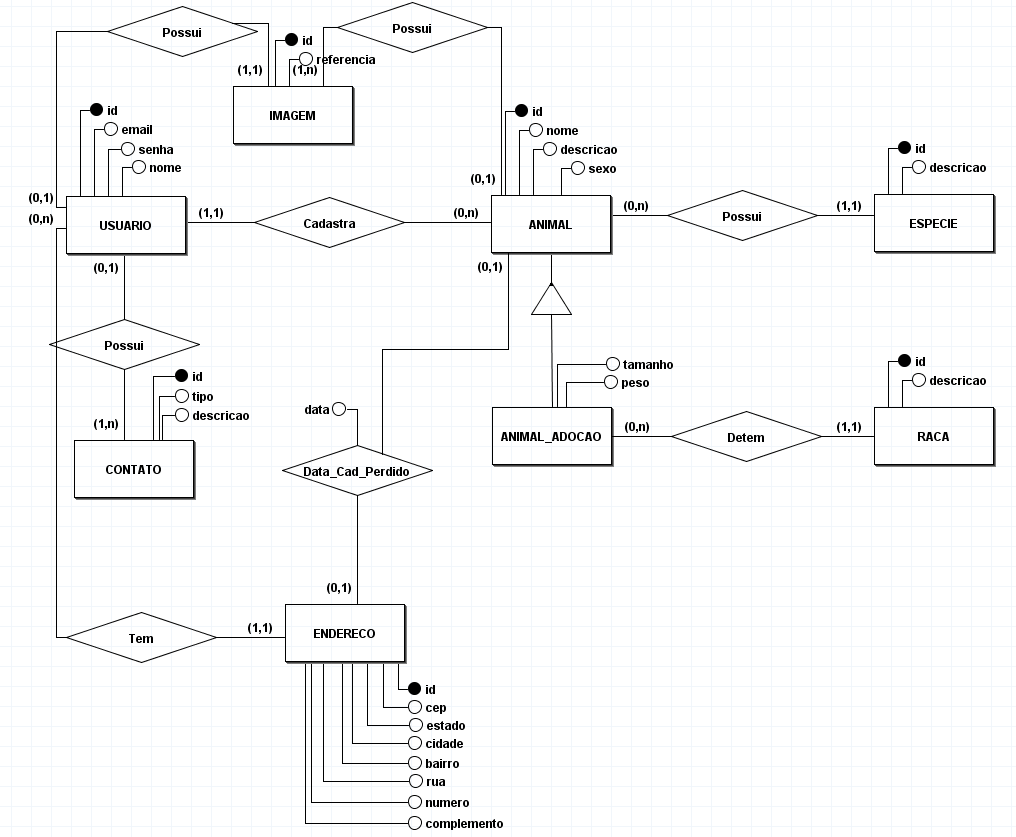 Possui
Possui
id
referencia
(1,1)
(1,n)
IMAGEM
id
email
senha
nome
id
nome
descricao
sexo
id
descricao
(0,1)
(0,n)
USUARIO
(1,1)
Cadastra
(0,n)
(0,1)
ANIMAL
(0,n)
Possui
(1,1)
ESPECIE
(0,1)
(0,1)
Possui
id
tipo
descricao
(1,n)
CONTATO
tamanho
peso
id
descricao
data
ANIMAL_ADOCAO
(0,n)
Detem
(1,1)
RACA
Data_Cad_Perdido
(0,1)
Tem
(1,1)
ENDERECO
id
cep
estado
cidade
bairro
rua
numero
complemento